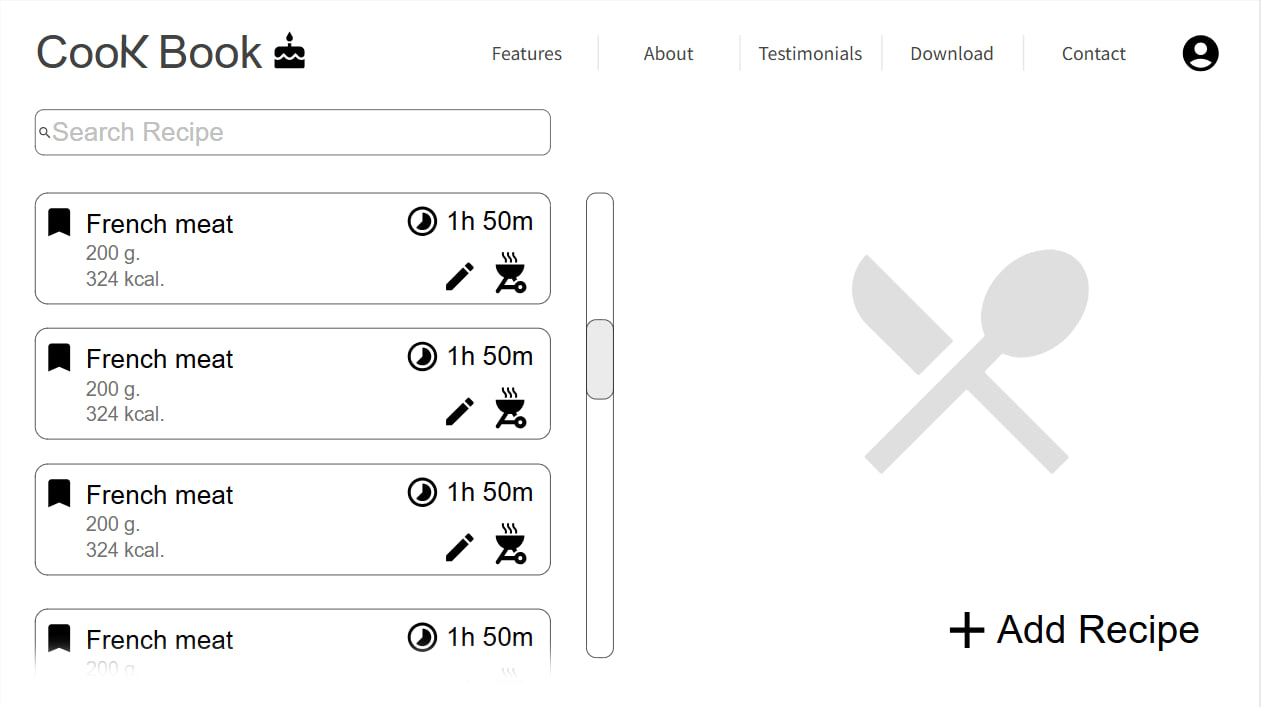 CooK Book
Features
About
Testimonials
Download
Contact
Search Recipe
French meat
1h 50m
200 g.
324 kcal.
French meat
1h 50m
200 g.
324 kcal.
French meat
1h 50m
200 g.
324 kcal.
French meat
1h 50m
200 g.
Add Recipe